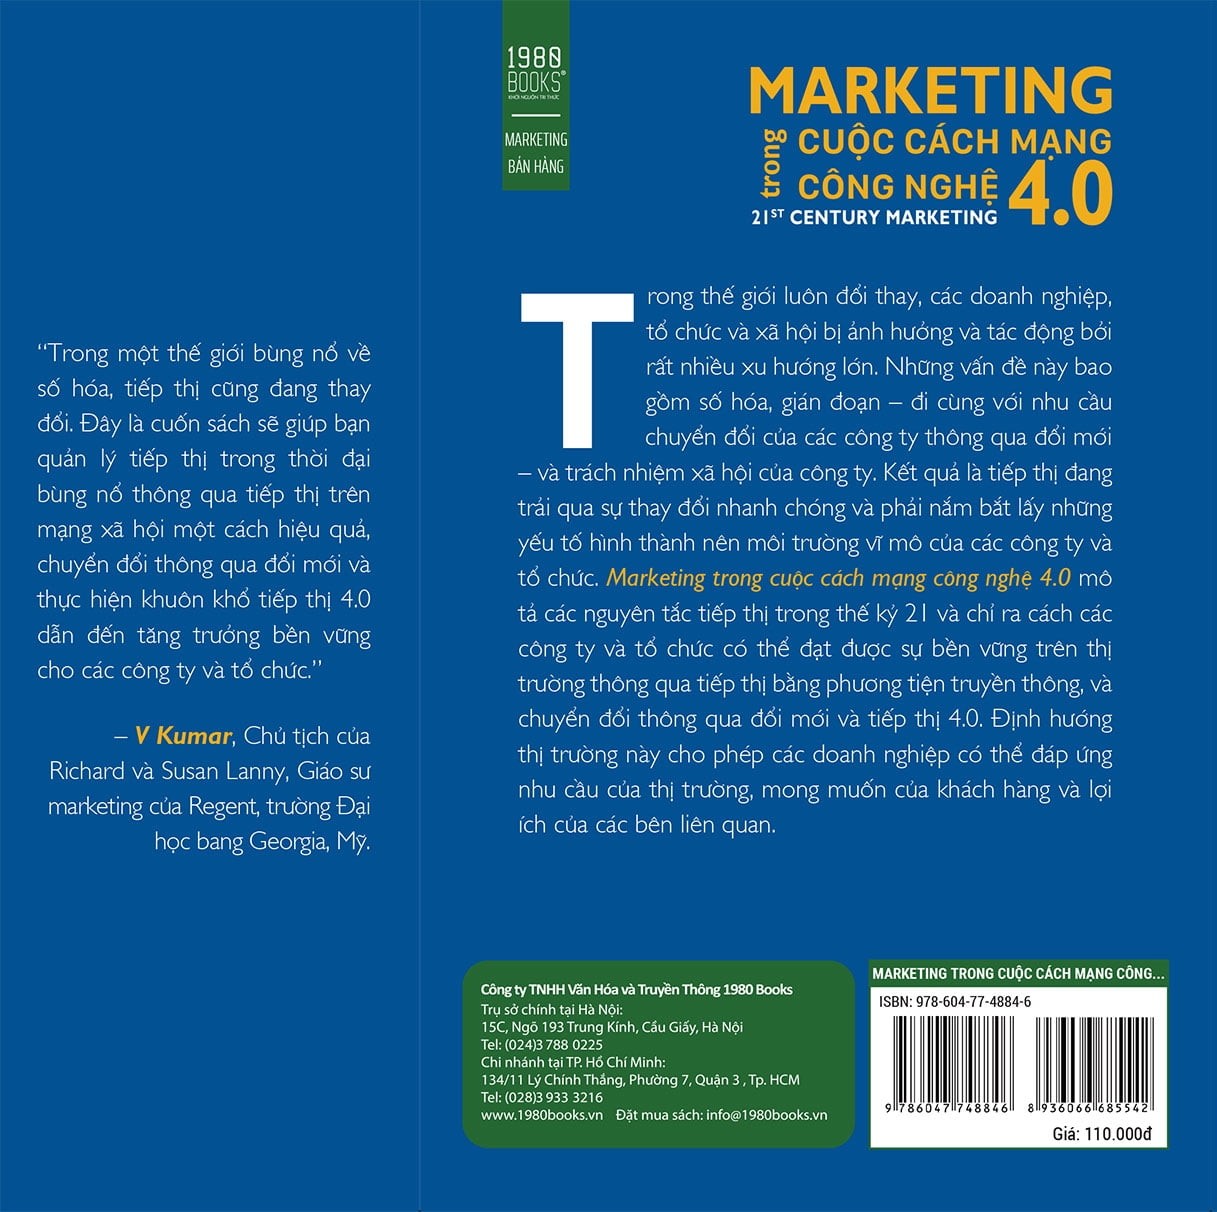 “Trong một thế giới bùng nổ về
số hóa, tiếp thị cũng đang thay
đổi. Đây là cuốn sách sẽ giúp bạn
quản lý tiếp thị trong thời đại
bùng nổ thông qua tiếp thị trên
mạng xã hội một cách hiệu quả,
chuyển đổi thông qua đổi mới và
thực hiện khuôn khổ tiếp thị 4.0
dẫn đến tăng trưởng bền vững
cho các công ty và tổ chức.”
– V Kumar, Chủ tịch của
Richard và Susan Lanny, Giáo sư
marketing của Regent, trường Đại
học bang Georgia, Mỹ.
1980
BOOKS®
KHƠI NGUỒN TRI THỨC
MARKETING
BÁN HÀNG
MARKETING
trong CUỘC CÁCH MẠNG
CÔNG NGHỆ 4.0
21ST CENTURY MARKETING
Trong thế giới luôn đổi thay, các doanh nghiệp,
tổ chức và xã hội bị ảnh hưởng và tác động bởi
rất nhiều xu hướng lớn. Những vấn đề này bao
gồm số hóa, gián đoạn – đi cùng với nhu cầu
chuyển đổi của các công ty thông qua đổi mới
– và trách nhiệm xã hội của công ty. Kết quả là tiếp thị đang
trải qua sự thay đổi nhanh chóng và phải nắm bắt lấy những
yếu tố hình thành nên môi trường vĩ mô của các công ty và
tổ chức. Marketing trong cuộc cách mạng công nghệ 4.0 mô
tả các nguyên tắc tiếp thị trong thế kỷ 21 và chỉ ra cách các
công ty và tổ chức có thể đạt được sự bền vững trên thị
trường thông qua tiếp thị bằng phương tiện truyền thông, và
chuyển đổi thông qua đổi mới và tiếp thị 4.0. Định hướng
thị trường này cho phép các doanh nghiệp có thể đáp ứng
nhu cầu của thị trường, mong muốn của khách hàng và lợi
ích của các bên liên quan.
Công ty TNHH Văn Hóa và Truyền Thông 1980 Books
Trụ sở chính tại Hà Nội:
15C, Ngõ 193 Trung Kính, Cầu Giấy, Hà Nội
Tel: (024)3 788 0225
Chi nhánh tại TP. Hồ Chí Minh:
134/11 Lý Chính Thắng, Phường 7, Quận 3 , Tp. HCM
Tel: (028)3 933 3216
www.1980books.vn Đặt mua sách: info@1980books.vn
MARKETING TRONG CUỘC CÁCH MẠNG CÔNG...
ISBN: 978-604-77-4884-6
9 786047 748846 8 936066 685542
Giá: 110.000đ